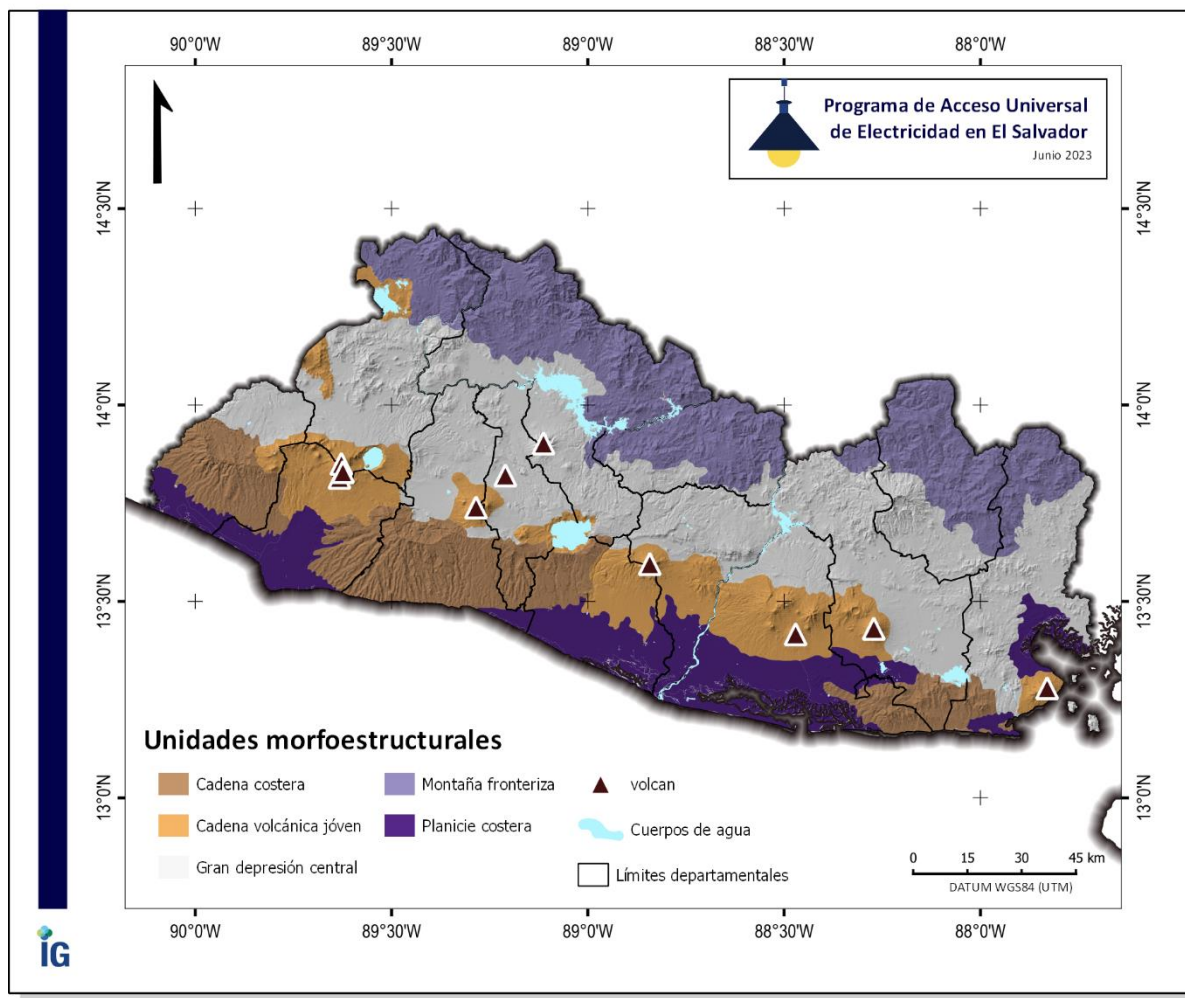 90°0'W 89°30'W 89°0'W 88°30'W 88°0'W
Programa de Acceso Universal
de Electricidad en El Salvador
Junio 2023
14°30'N 14°30'N
14°0'N 14°0'N
13°30'N 13°30'N
13°0'N 13°0'N
Unidades morfoestructurales
Cadena costera
Cadena volcánica jóven
Gran depresión central
Montaña fronteriza
Planicie costera
volcan
Cuerpos de agua
Límites departamentales
0 15 30 45 km
DATUM WGS84 (UTM)
90°0'W 89°30'W 89°0'W 88°30'W 88°0'W
IG